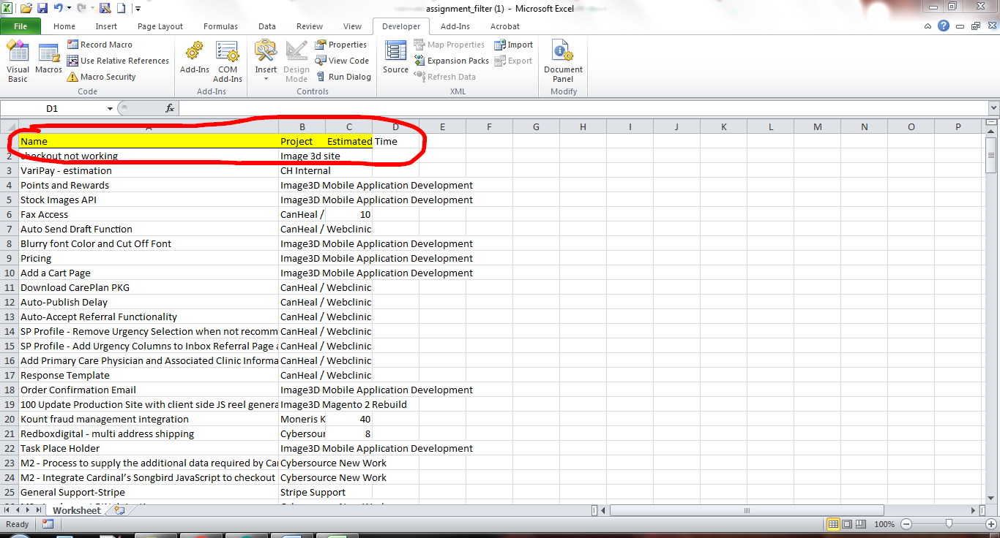 assignment_filter (1) - Microsoft Excel
File Home Insert Page Layout Formulas Data Review View Developer Add-Ins Acrobat
Visual Basic
Macros
Record Macro
Use Relative References
Macro Security
Code
Add-Ins
COM Add-Ins
Add-Ins
Insert
Design Mode
Properties
View Code
Run Dialog
Controls
Source
Map Properties
Expansion Packs
Refresh Data
Import
Export
XML
Document Panel
Modify
D1 fx
B C D E F G H I J K L M N O P
Name Project Estimated Time
2 checkout not working Image 3d site
3 VariPay - estimation CH Internal
4 Points and Rewards Image3D Mobile Application Development
5 Stock Images API Image3D Mobile Application Development
6 Fax Access CanHeal / 10
7 Auto Send Draft Function CanHeal / Webclinic
8 Blurry font Color and Cut Off Font Image3D Mobile Application Development
9 Pricing Image3D Mobile Application Development
10 Add a Cart Page Image3D Mobile Application Development
11 Download CarePlan PKG CanHeal / Webclinic
12 Auto-Publish Delay CanHeal / Webclinic
13 Auto-Accept Referral Functionality CanHeal / Webclinic
14 SP Profile - Remove Urgency Selection when not recomm CanHeal / Webclinic
15 SP Profile - Add Urgency Columns to Inbox Referral Page a CanHeal / Webclinic
16 Add Primary Care Physician and Associated Clinic Informa CanHeal / Webclinic
17 Response Template CanHeal / Webclinic
18 Order Confirmation Email Image3D Mobile Application Development
19 100 Update Production Site with client side JS reel genera Image3D Magento 2 Rebuild
20 Kount fraud management integration Moneris K 40
21 Redboxdigital - multi address shipping Cybersour 8
22 Task Place Holder Image3D Mobile Application Development
23 M2 - Process to supply the additional data required by Car Cybersource New Work
24 M2 - Integrate Cardinal's Songbird JavaScript to checkout Cybersource New Work
25 General Support-Stripe Stripe Support
Worksheet
Ready 100%